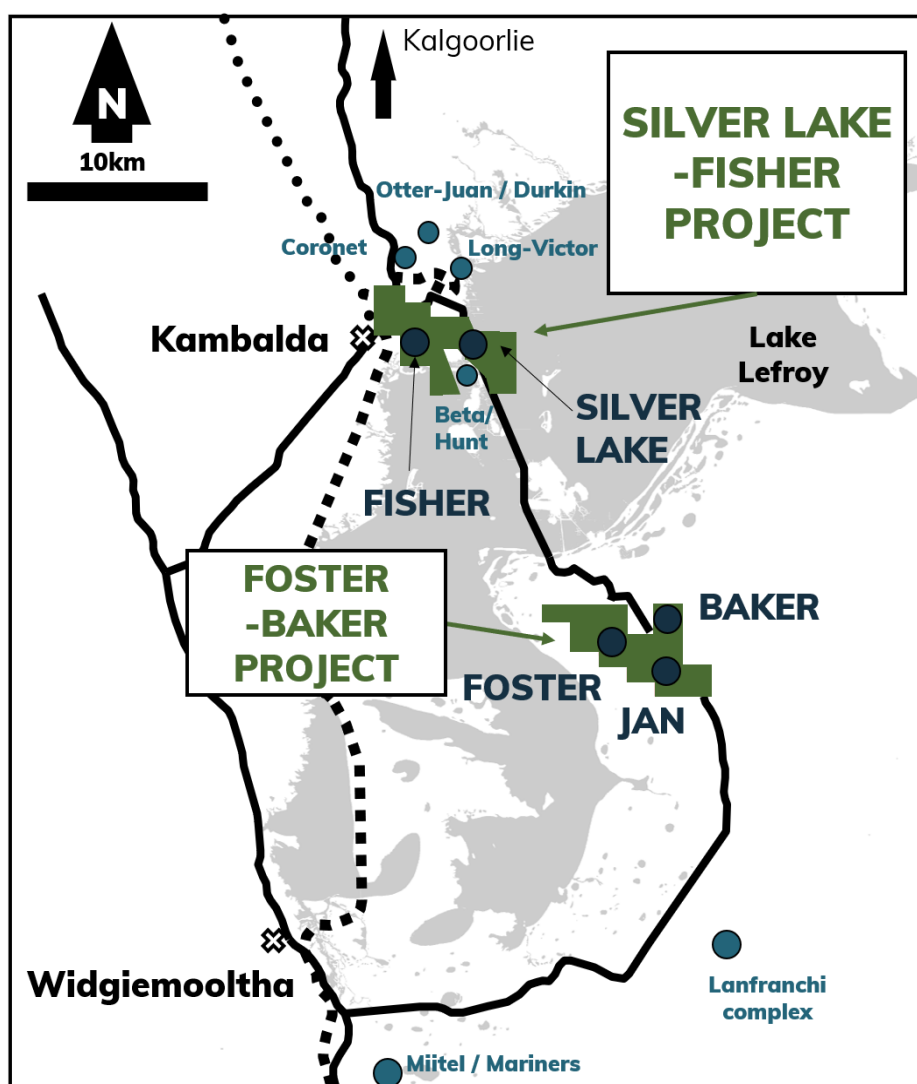 Kalgoorlie
N
10km
SILVER LAKE
-FISHER
PROJECT
Otter-Juan / Durkin
Coronet
Long-Victor
Kambalda
Lake
Lefroy
Beta/
Hunt
SILVER
LAKE
FISHER
FOSTER
-BAKER
PROJECT
BAKER
FOSTER
JAN
Widgiemooltha
Lanfranchi
complex
Miitel / Mariners